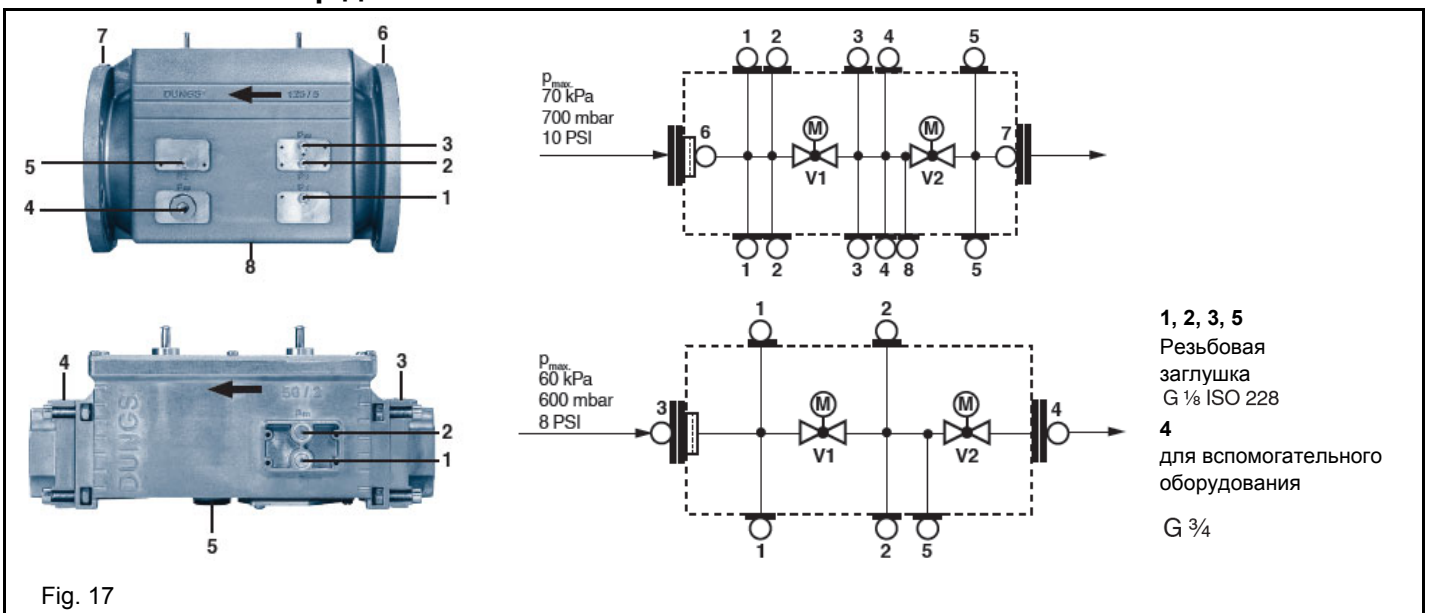 7
6
DUNGS
125 / 5
3
2
5
1
4
8
1 2 3 4 5
Pmax.
70 kPa
700 mbar
10 PSI
6
M
M
7
V1
V2
1 2 3 4 8 5
4
3
50 / 2
DUNGS
2
1
5
1 2
Pmax.
60 kPa
600 mbar
8 PSI
3
M
M
4
V1
V2
1 2 5
1, 2, 3, 5
Резьбовая
заглушка
G ⅛ ISO 228
4
для вспомогательного
оборудования
G ¾
Fig. 17